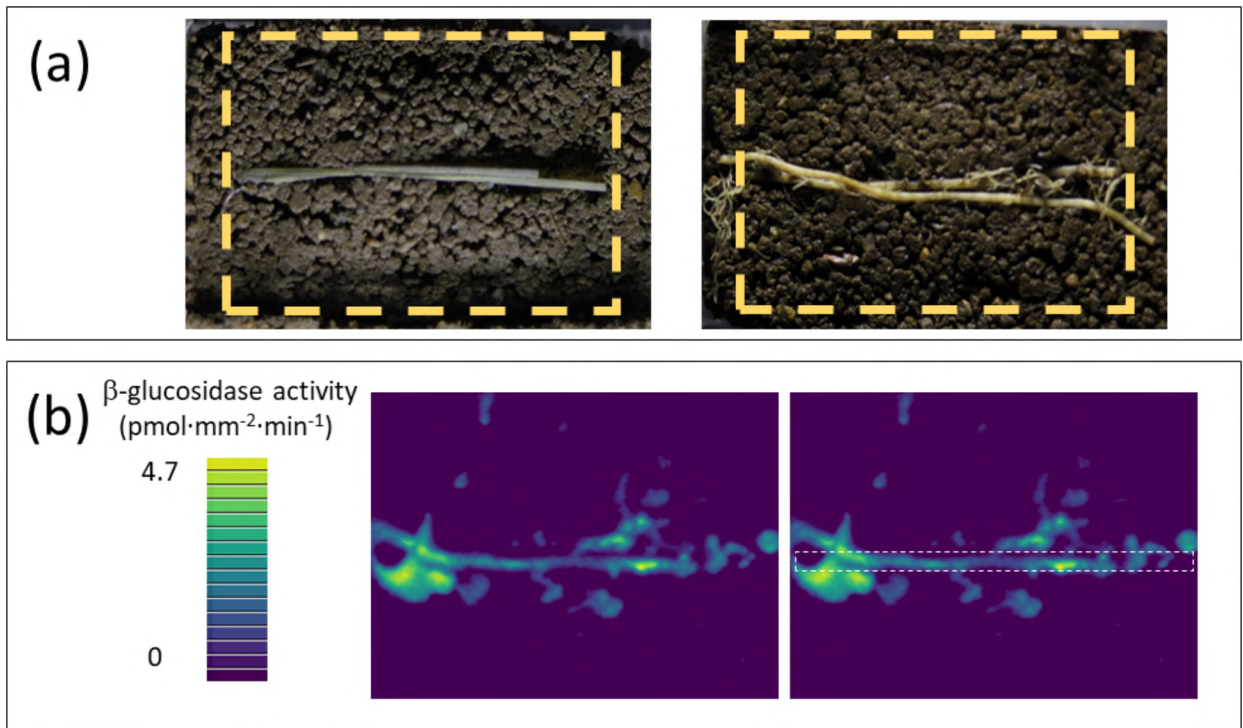 (a)
(b)
β-glucosidase activity
(pmol·mm⁻²·min⁻¹)
4.7
0